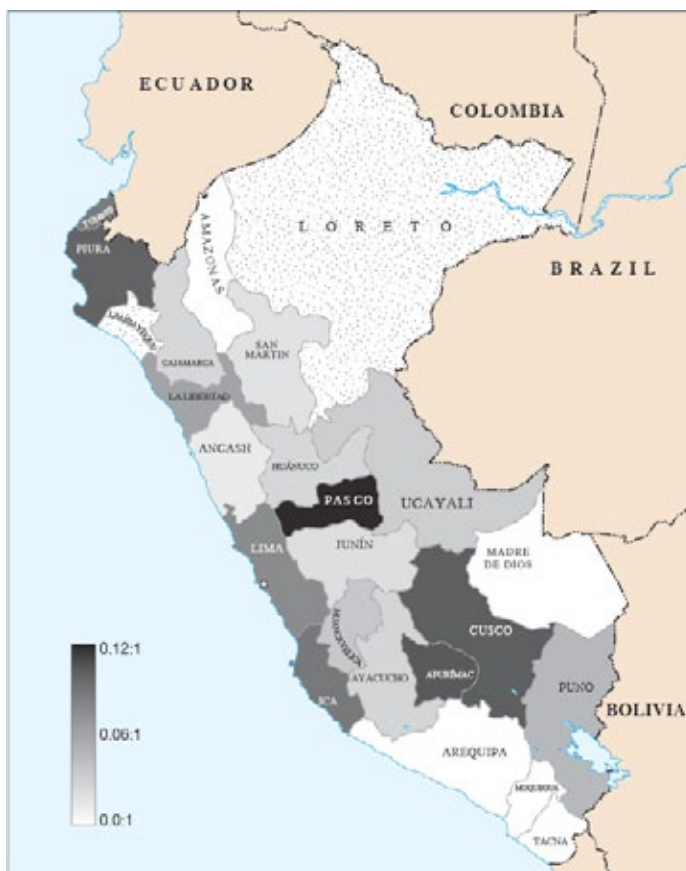 ECUADOR
COLOMBIA
BRAZIL
LORETO
AMAZONAS
TUMBES
PIURA
LAMBAYEQUE
CAJAMARCA
SAN
MARTIN
LA LIBERTAD
ANCASH
HUÁNUCO
PASCO
UCAYALI
LIMA
JUNÍN
MADRE
DE DIOS
CUSCO
HUANCAVELICA
AYACUCHO
APURÍMAC
ICA
PUNO
BOLIVIA
AREQUIPA
MOQUEGUA
TACNA
0.12:1
0.06:1
0.0:1